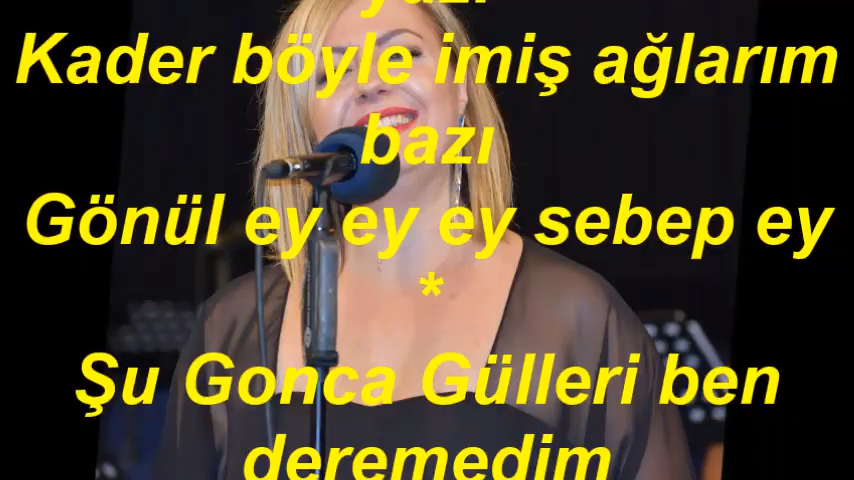 yazı
Kader böyle imiş ağlarım
bazı
Gönül ey ey ey sebep ey
*
Şu Gonca Gülleri ben
deremedim